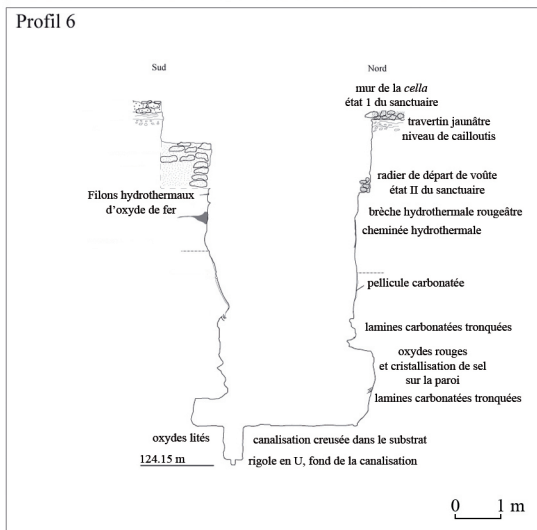 Profil 6
Sud
Nord
mur de la cella
état 1 du sanctuaire
travertin jaunâtre
niveau de cailloutis
radier de départ de voûte
état II du sanctuaire
Filons hydrothermaux
d'oxyde de fer
brèche hydrothermale rougeâtre
cheminée hydrothermale
pellicule carbonatée
lamines carbonatées tronquées
oxydes rouges
et cristallisation de sel
sur la paroi
lamines carbonatées tronquées
oxydes lités
canalisation creusée dans le substrat
124.15 m
rigole en U, fond de la canalisation
0 1 m